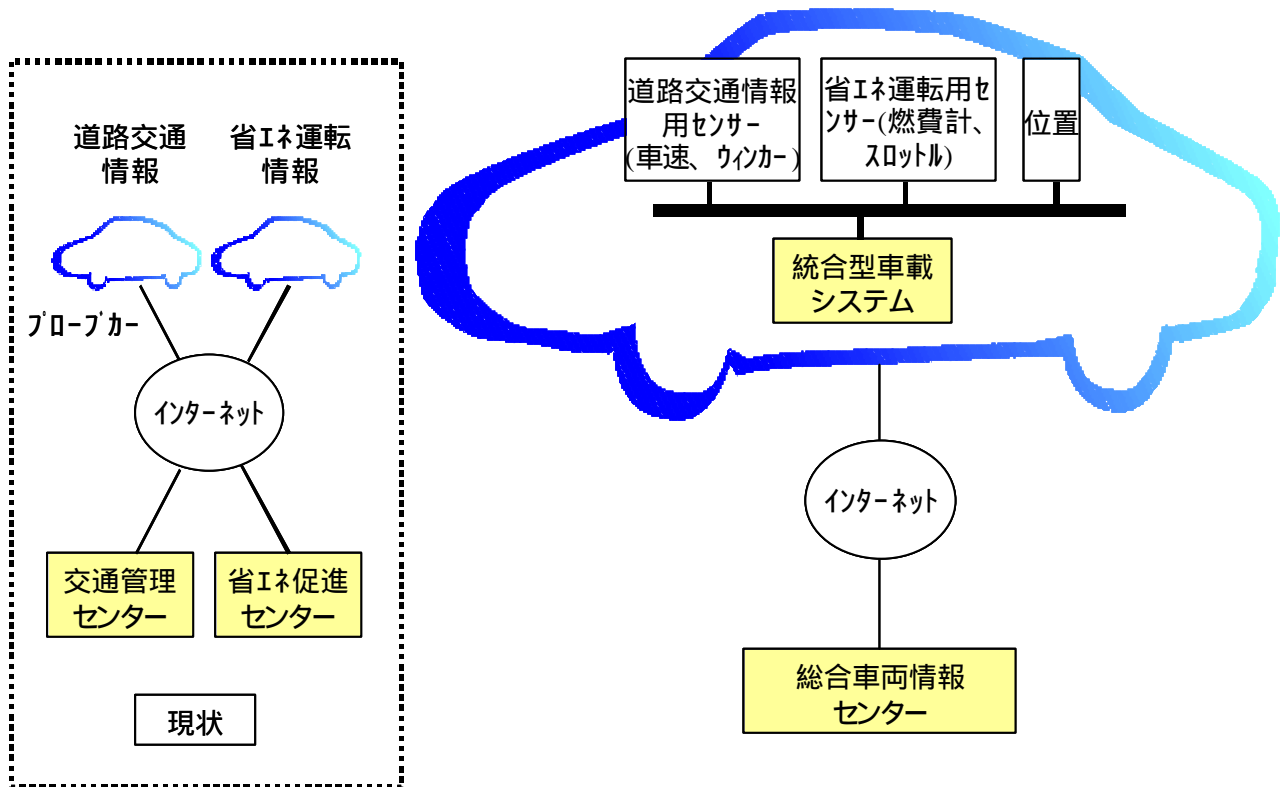 道路交通
情報
省ｴﾈ運転
情報
ﾌﾟﾛｰﾌﾞｶｰ
ｲﾝﾀｰﾈｯﾄ
交通管理
センター
省ｴﾈ促進
センター
現状
道路交通情報
用ｾﾝｻｰ
(車速、ｳｨﾝｶｰ)
省ｴﾈ運転用ｾ
ﾝｻｰ(燃費計、
ｽﾛｯﾄﾙ)
位置
統合型車載
システム
ｲﾝﾀｰﾈｯﾄ
総合車両情報
センター